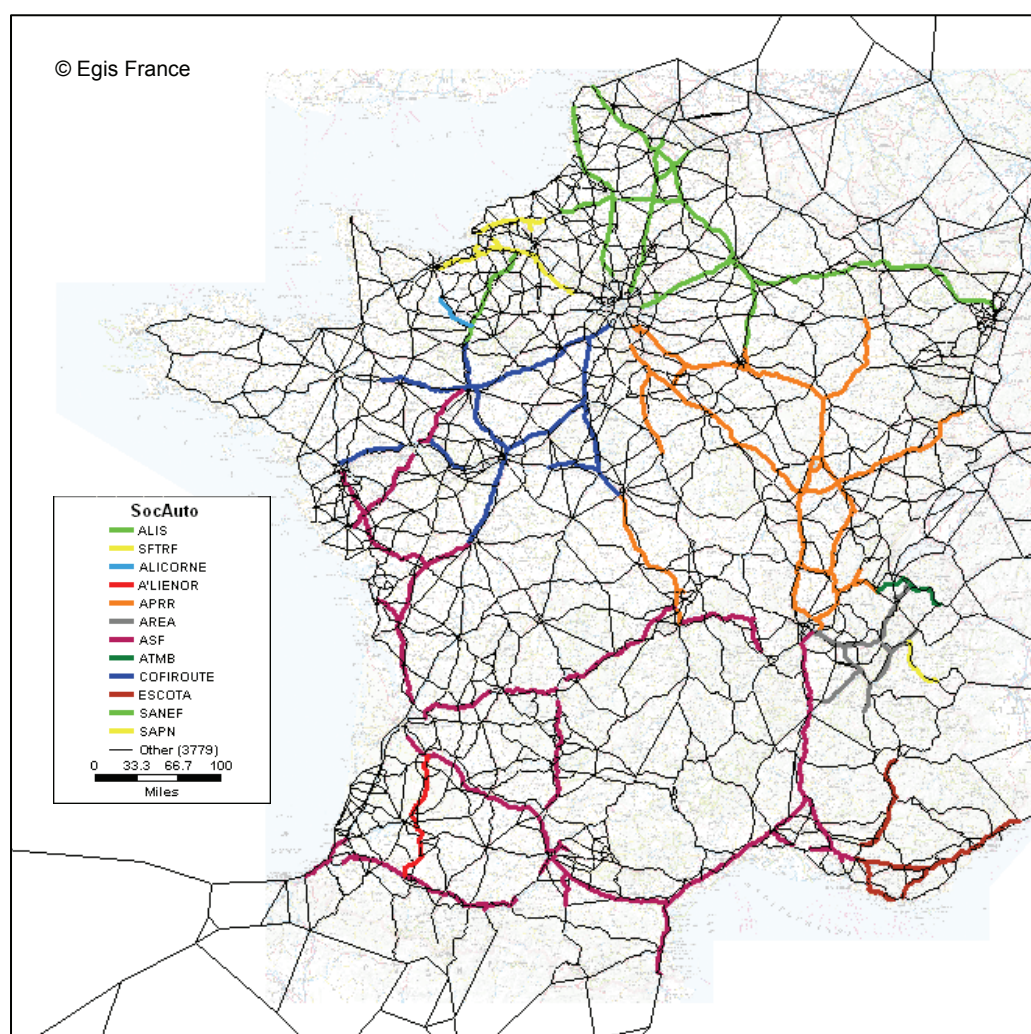 © Egis France
SocAuto
ALIS
SFTRF
ALICORNE
A'LIENOR
APRR
AREA
ASF
ATMB
COFIROUTE
ESCOTA
SANEF
SAPN
Other (3779)
0 33.3 66.7 100
Miles